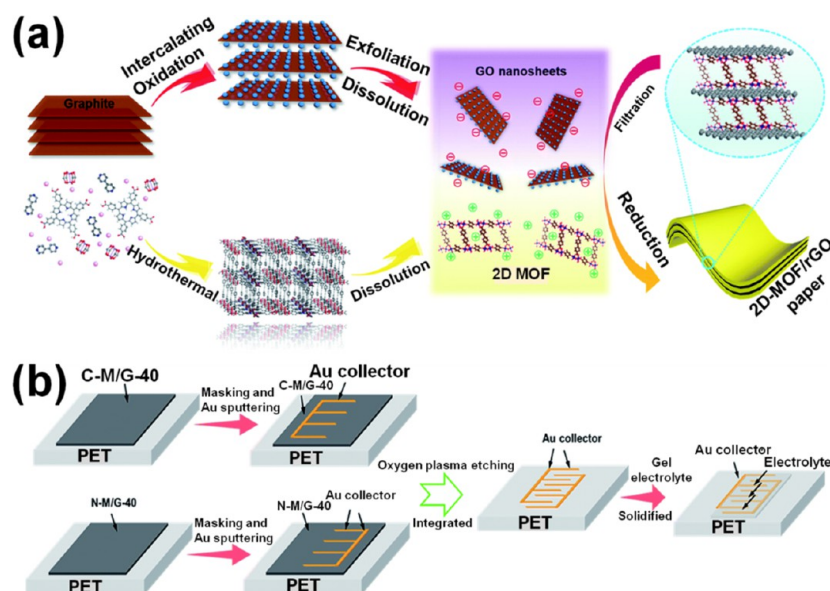 (a)
Graphite
Intercalating
Oxidation
Exfoliation
Dissolution
GO nanosheets
Filtration
Reduction
Hydrothermal
Dissolution
2D MOF
2D-MOF/rGO
paper
(b)
C-M/G-40
PET
Masking and
Au sputtering
C-M/G-40
Au collector
PET
N-M/G-40
PET
Masking and
Au sputtering
N-M/G-40
Au collector
PET
Oxygen plasma etching
Integrated
Au collector
PET
Gel
electrolyte
Solidified
Au collector
Electrolyte
PET